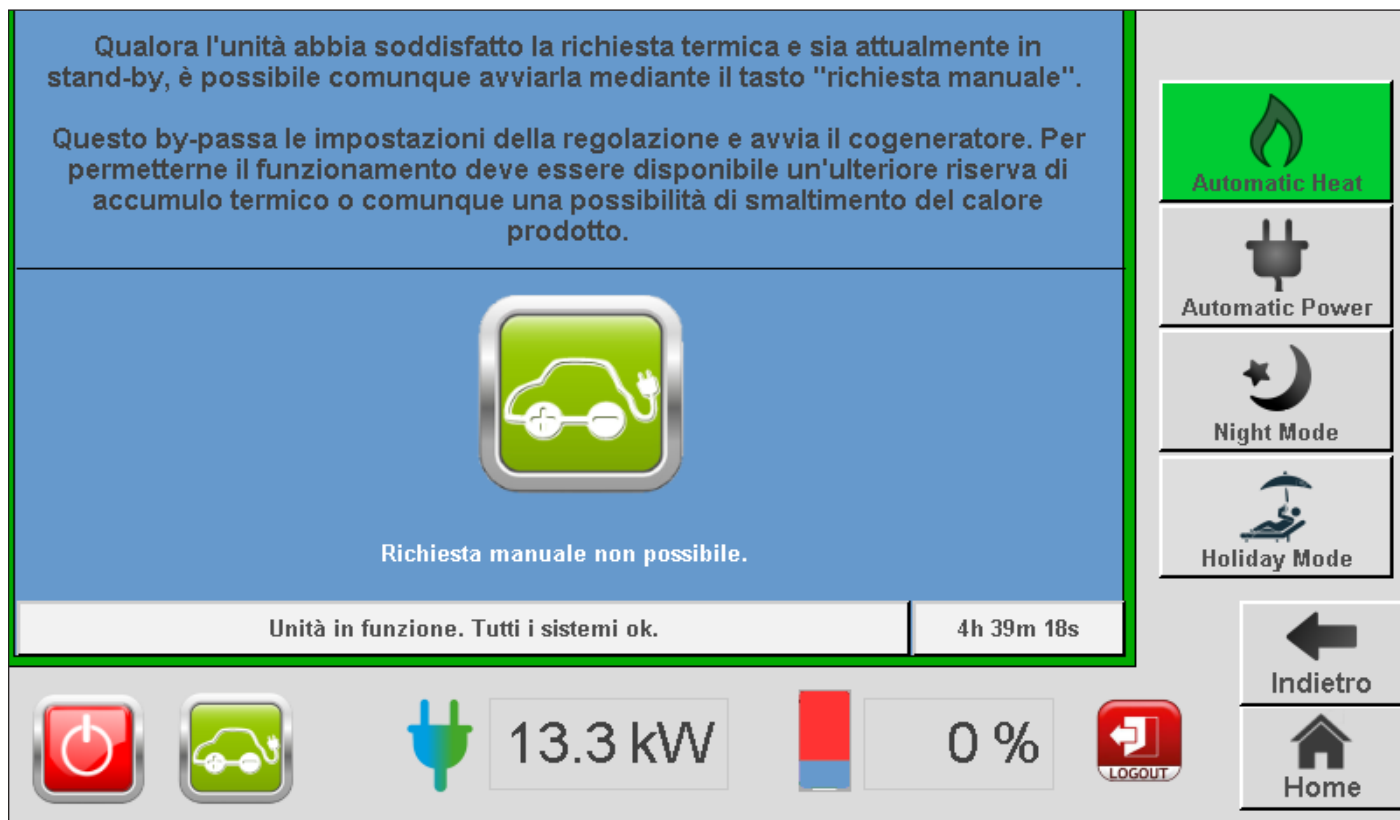 Qualora l'unità abbia soddisfatto la richiesta termica e sia attualmente in
stand-by, è possibile comunque avviarla mediante il tasto "richiesta manuale".
Questo by-passa le impostazioni della regolazione e avvia il cogeneratore. Per
permetterne il funzionamento deve essere disponibile un'ulteriore riserva di
accumulo termico o comunque una possibilità di smaltimento del calore
prodotto.
Richiesta manuale non possibile.
Unità in funzione. Tutti i sistemi ok.
4h 39m 18s
Automatic Heat
Automatic Power
Night Mode
Holiday Mode
Indietro
Home
13.3 kW
0 %
LOGOUT